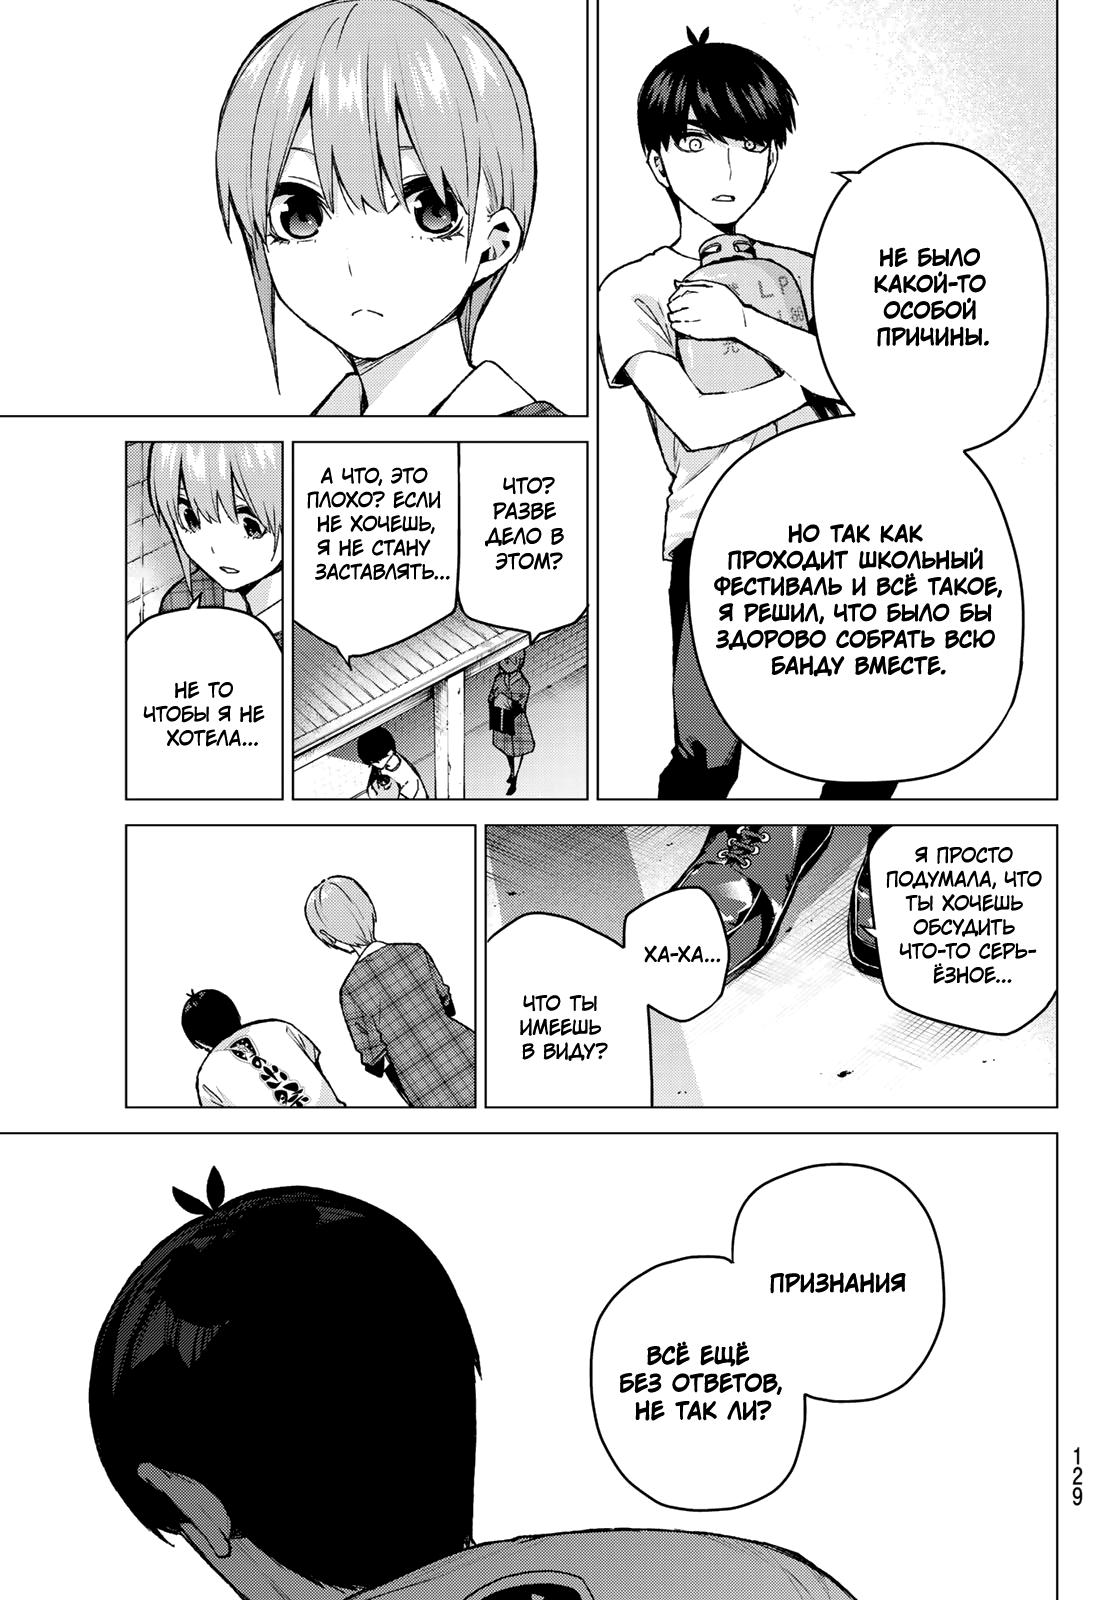 НЕ БЫЛО
КАКОЙ-ТО
ОСОБОЙ
ПРИЧИНЫ.
LP
НО ТАК КАК
ПРОХОДИТ ШКОЛЬНЫЙ
ФЕСТИВАЛЬ И ВСЁ ТАКОЕ,
Я РЕШИЛ, ЧТО БЫЛО БЫ
ЗДОРОВО СОБРАТЬ ВСЮ
БАНДУ ВМЕСТЕ.
ЧТО?
РАЗВЕ
ДЕЛО В
ЭТОМ?
А ЧТО, ЭТО
ПЛОХО? ЕСЛИ
НЕ ХОЧЕШЬ,
Я НЕ СТАНУ
ЗАСТАВЛЯТЬ...
НЕ ТО
ЧТОБЫ Я НЕ
ХОТЕЛА...
Я ПРОСТО
ПОДУМАЛА, ЧТО
ТЫ ХОЧЕШЬ
ОБСУДИТЬ
ЧТО-ТО СЕРЬ-
ЁЗНОЕ...
ХА-ХА...
ЧТО ТЫ
ИМЕЕШЬ
В ВИДУ?
ПРИЗНАНИЯ
ВСЁ ЕЩЁ
БЕЗ ОТВЕТОВ,
НЕ ТАК ЛИ?
129